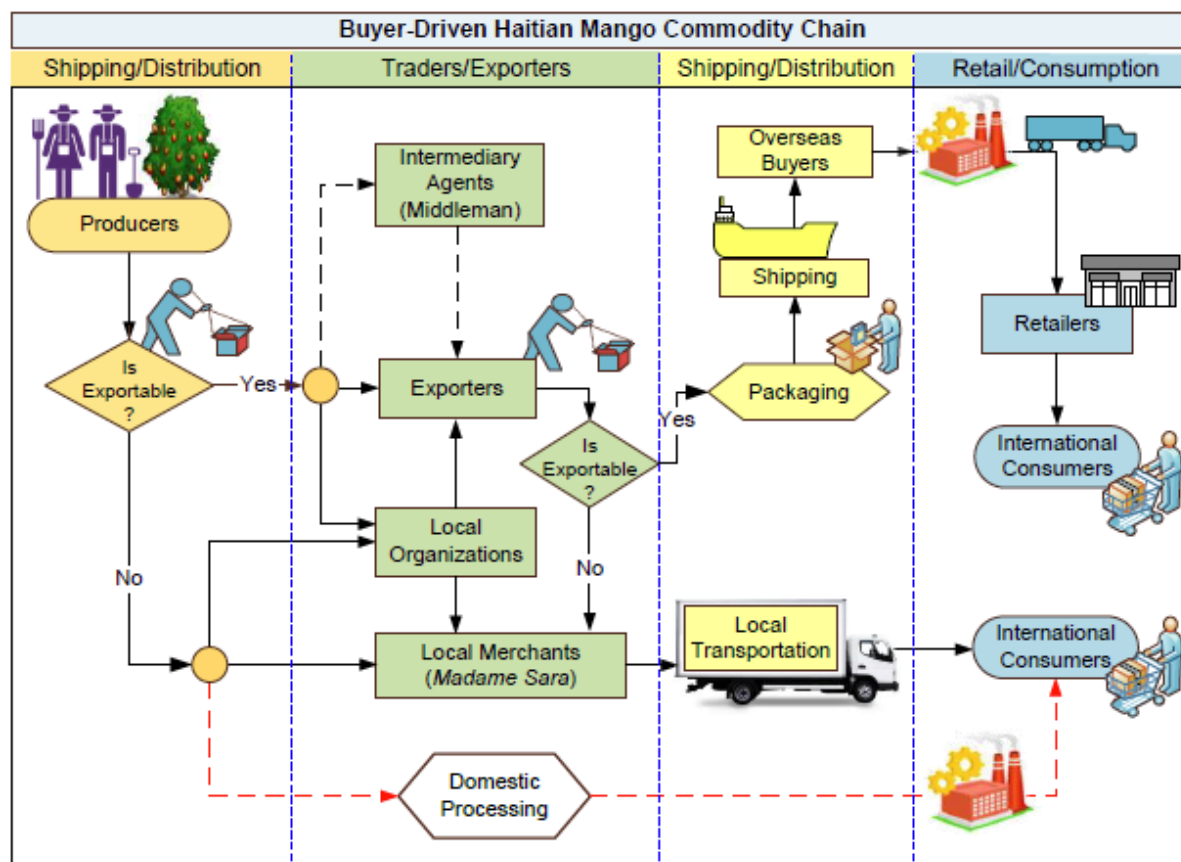 Buyer-Driven Haitian Mango Commodity Chain
Shipping/Distribution
Traders/Exporters
Shipping/Distribution
Retail/Consumption
Producers
Is
Exportable
?
Yes
No
Intermediary
Agents
(Middleman)
Exporters
Is
Exportable
?
Yes
No
Local
Organizations
Local Merchants
(Madame Sara)
Domestic
Processing
Overseas
Buyers
Shipping
Packaging
Local
Transportation
Retailers
International
Consumers
International
Consumers